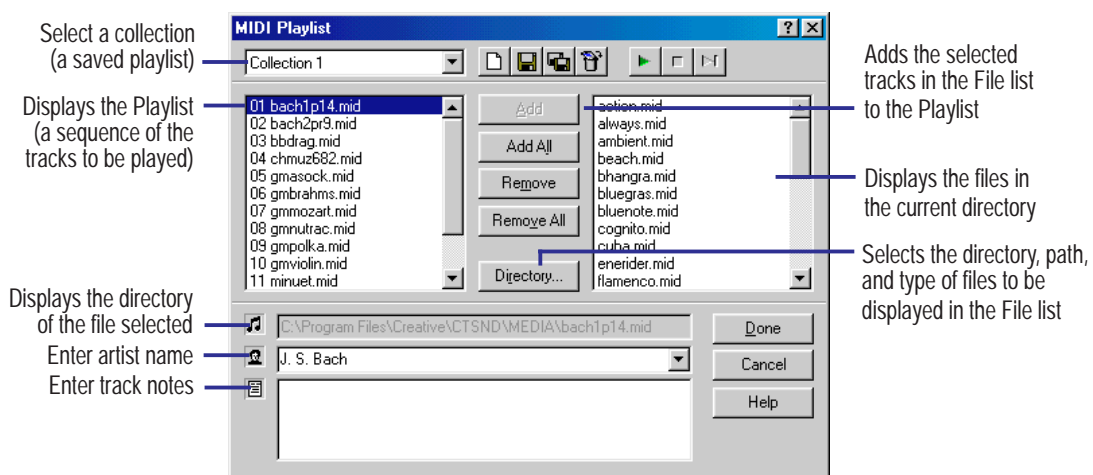 Select a collection
(a saved playlist)
Displays the Playlist
(a sequence of the
tracks to be played)
Displays the directory
of the file selected
Enter artist name
Enter track notes
MIDI Playlist
Collection 1
01 bach1p14.mid
02 bach2pr9.mid
03 bbdrag.mid
04 chmuz682.mid
05 gmasock.mid
06 gmbrahms.mid
07 gmmozart.mid
08 gmnutrac.mid
09 gmpolka.mid
10 gmviolin.mid
11 minuet.mid
Add
Add All
Remove
Remove All
Directory...
action.mid
always.mid
ambient.mid
beach.mid
bhangra.mid
bluegras.mid
bluenote.mid
cognito.mid
cuba.mid
enerider.mid
flamenco.mid
C:\Program Files\Creative\CTSND\MEDIA\bach1p14.mid
J. S. Bach
Done
Cancel
Help
Adds the selected
tracks in the File list
to the Playlist
Displays the files in
the current directory
Selects the directory, path,
and type of files to be
displayed in the File list